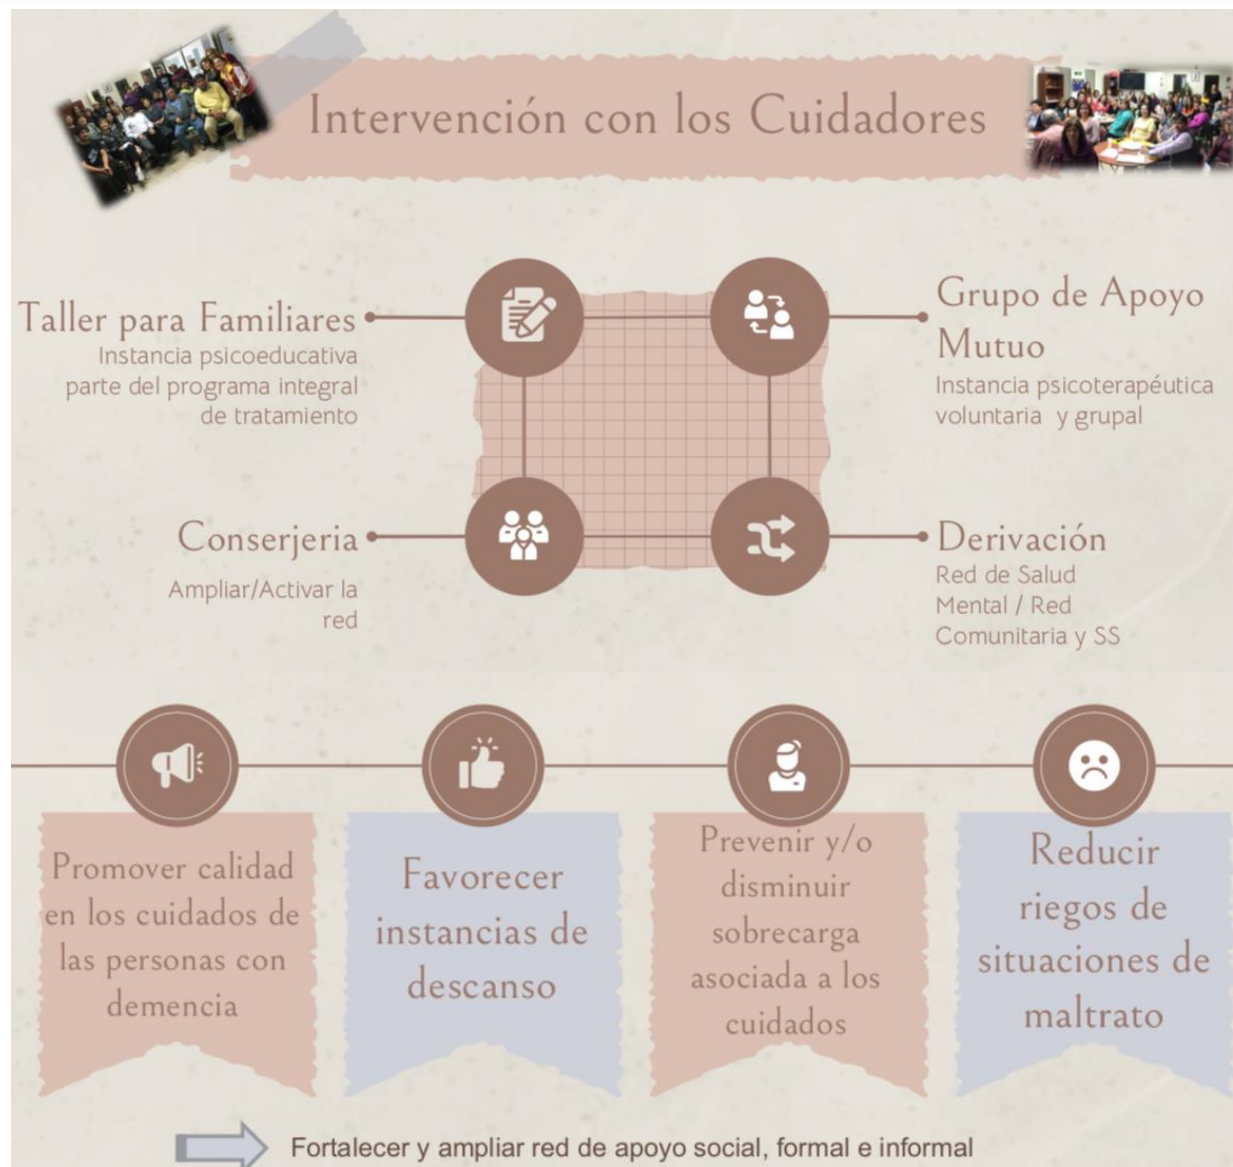 Intervención con los Cuidadores
Taller para Familiares
Instancia psicoeducativa
parte del programa integral
de tratamiento
Grupo de Apoyo
Mutuo
Instancia psicoterapéutica
voluntaria y grupal
Conserjeria
Ampliar/Activar la
red
Derivación
Red de Salud
Mental / Red
Comunitaria y SS
Promover calidad
en los cuidados de
las personas con
demencia
Favorecer
instancias de
descanso
Prevenir y/o
disminuir
sobrecarga
asociada a los
cuidados
Reducir
riegos de
situaciones de
maltrato
Fortalecer y ampliar red de apoyo social, formal e informal